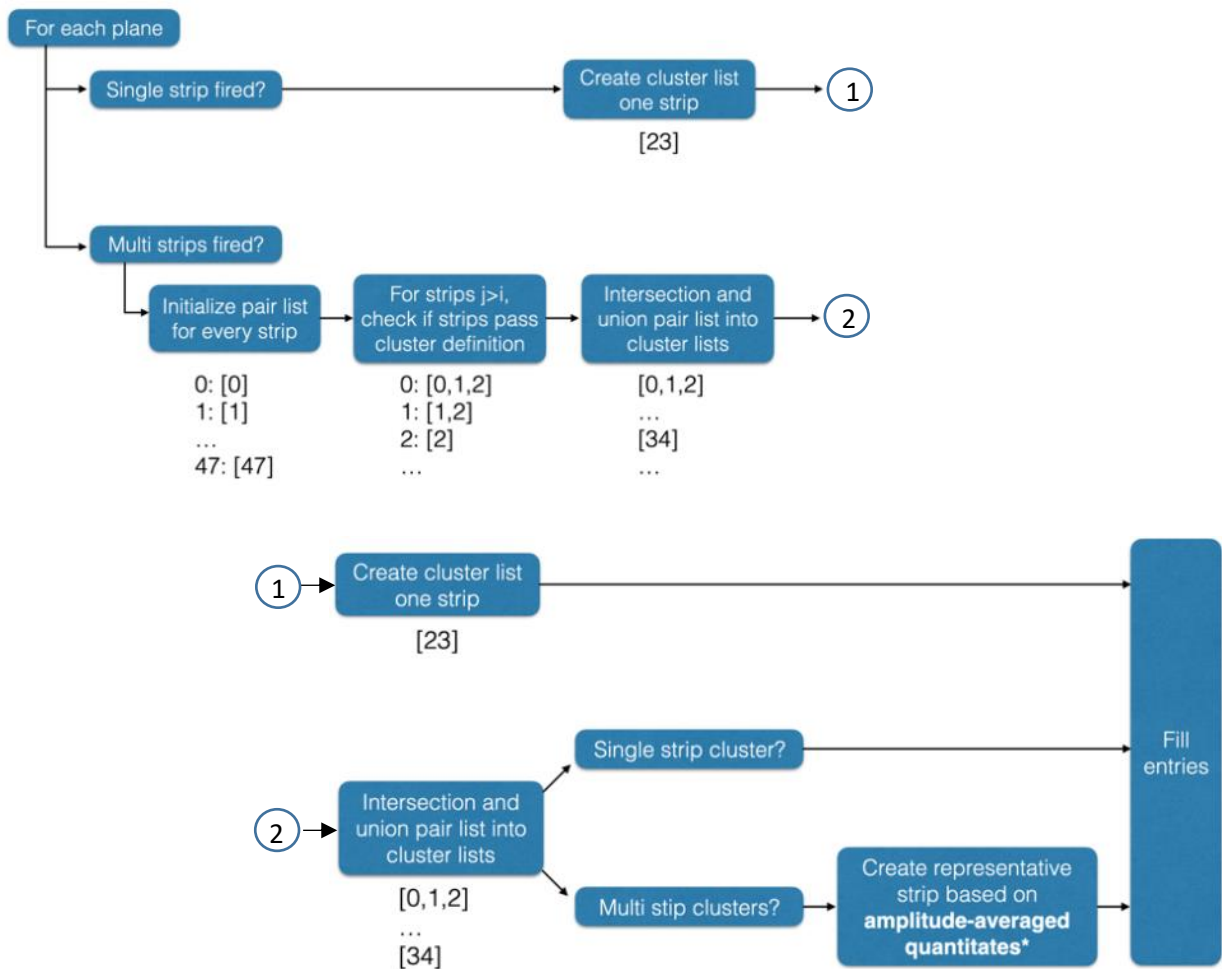 For each plane
Single strip fired?
Create cluster list
one strip
1
[23]
Multi strips fired?
Initialize pair list
for every strip
For strips j>i,
check if strips pass
cluster definition
Intersection and
union pair list into
cluster lists
2
0: [0]
1: [1]
...
47: [47]
0: [0,1,2]
1: [1,2]
2: [2]
...
[0,1,2]
...
[34]
...
1
Create cluster list
one strip
[23]
Single strip cluster?
Fill
entries
2
Intersection and
union pair list into
cluster lists
[0,1,2]
...
[34]
Multi stip clusters?
Create representative
strip based on
amplitude-averaged
quantitates*